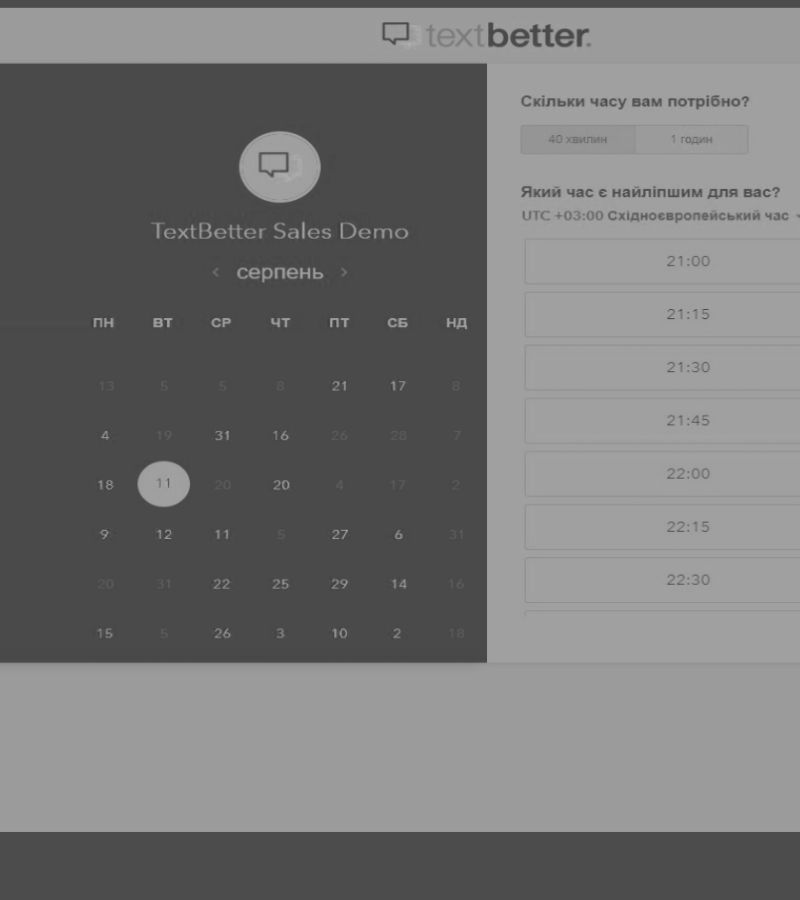 textbetter.
TextBetter Sales Demo
‹ серпень ›
ПН ВТ СР ЧТ ПТ СБ НД
13 5 5 8 21 17 8
4 19 31 16 26 28 7
18 11 20 20 4 17 2
9 12 11 5 27 6 31
20 31 22 25 29 14 16
15 5 26 3 10 2 18
Скільки часу вам потрібно?
40 хвилин 1 годин
Який час є найліпшим для вас?
UTC +03:00 Східноєвропейський час
21:00
21:15
21:30
21:45
22:00
22:15
22:30